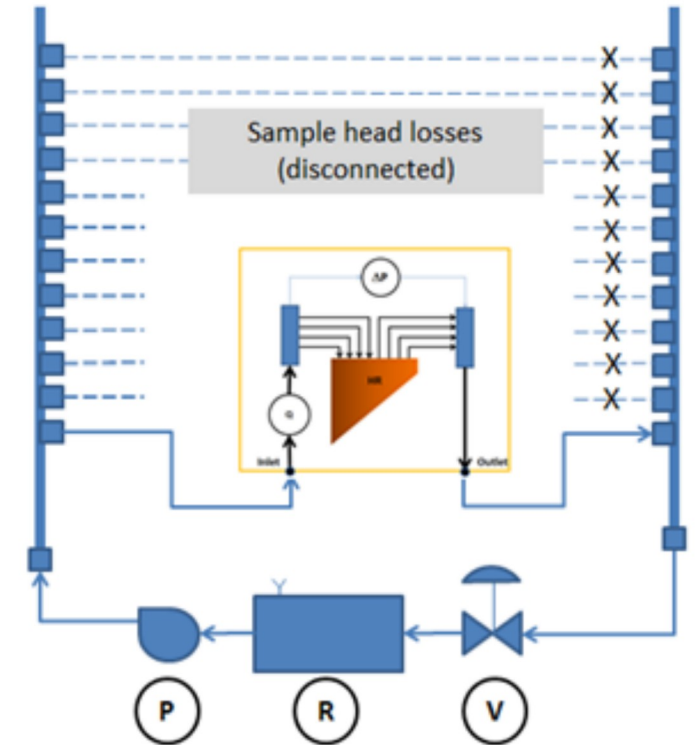 X
X
Sample head losses
(disconnected)
X
X
X
X
X
X
X
X
X
ΔP
HR
Q
Inlet
Outlet
P
R
V